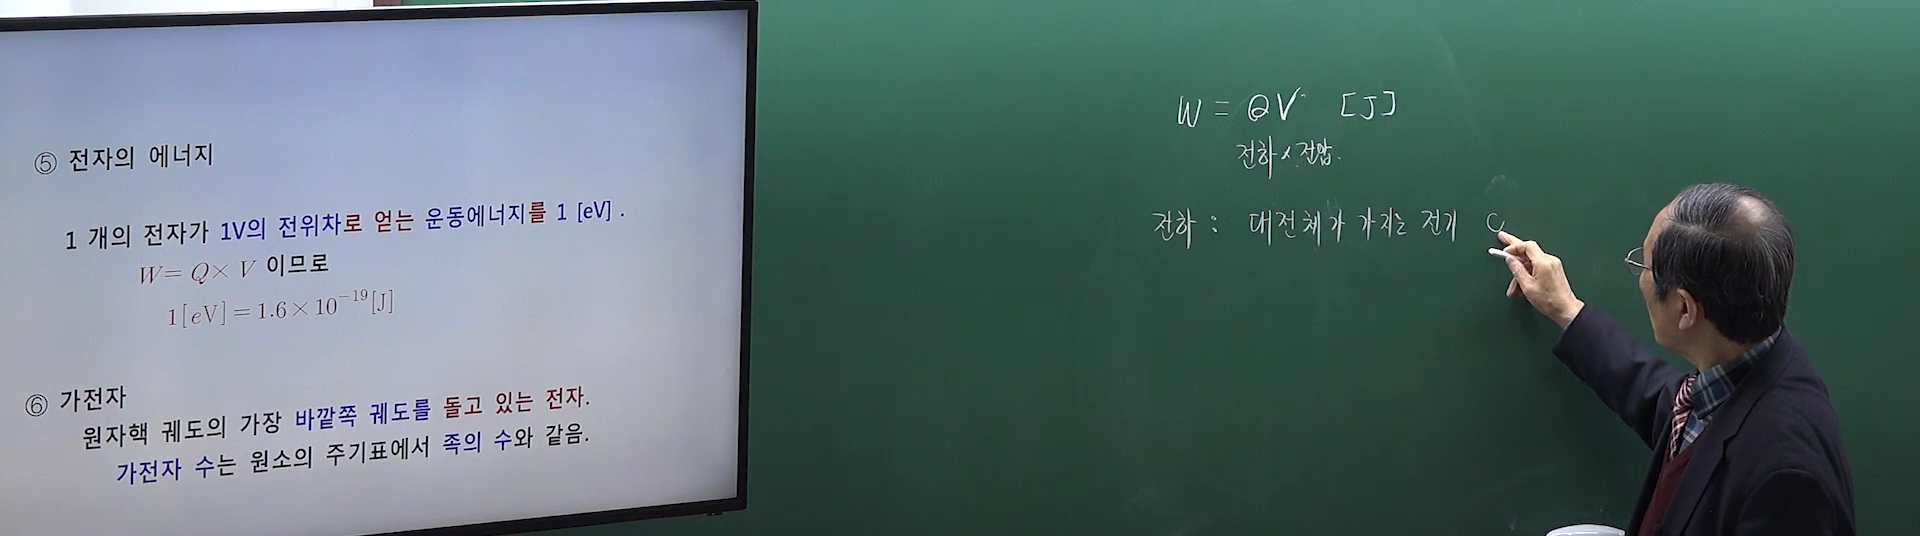 ⑤ 전자의 에너지
1 개의 전자가 1V의 전위차로 얻는 운동에너지를 1 [eV] .
W= Q× V 이므로
1[eV]=1.6×10⁻¹⁹[J]
⑥ 가전자
원자핵 궤도의 가장 바깥쪽 궤도를 돌고 있는 전자.
가전자 수는 원소의 주기표에서 족의 수와 같음.
W = QV [J]
전하 × 전압.
전하 : 대전체가 가지는 전기 C